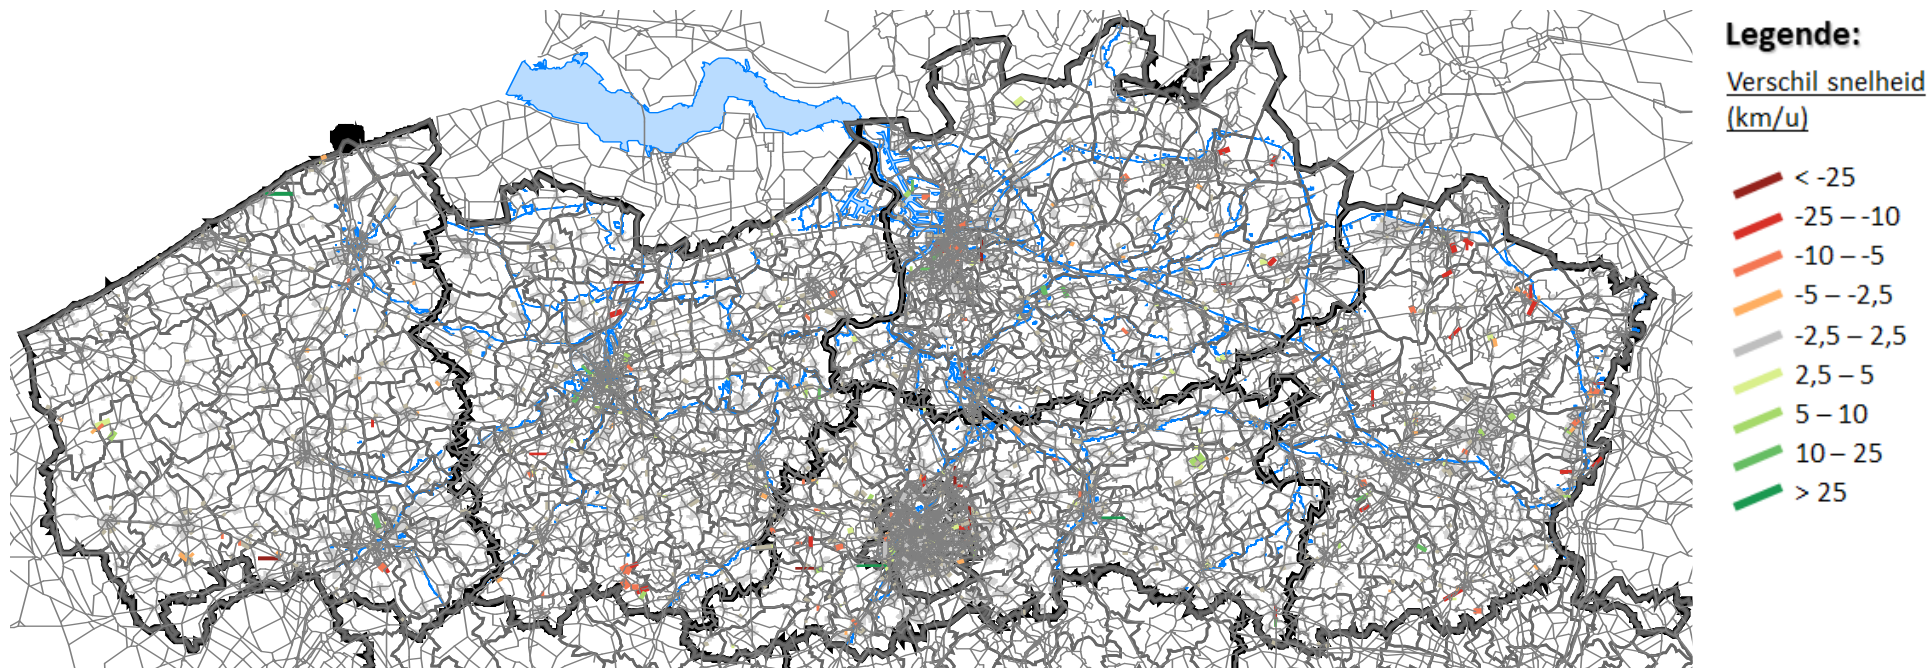 Legende:
Verschil snelheid
(km/u)
< -25
-25 – -10
-10 – -5
-5 – -2,5
-2,5 – 2,5
2,5 – 5
5 – 10
10 – 25
> 25